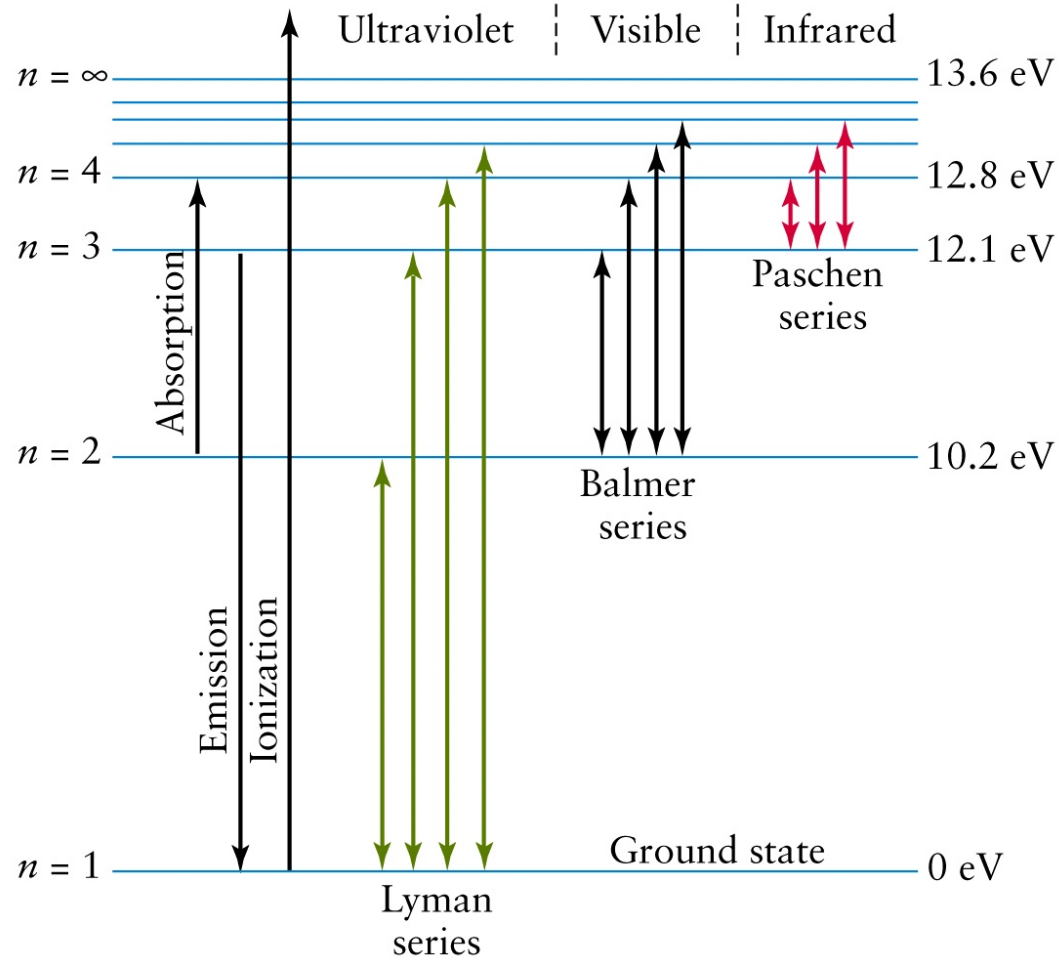 Ultraviolet
Visible
Infrared
n = ∞
13.6 eV
n = 4
12.8 eV
n = 3
12.1 eV
Paschen
series
Absorption
n = 2
10.2 eV
Balmer
series
Emission
Ionization
Ground state
n = 1
0 eV
Lyman
series